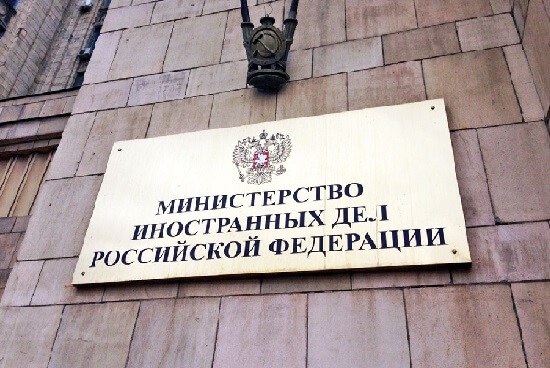 МИНИСТЕРСТВО
ИНОСТРАННЫХ ДЕЛ
РОССИЙСКОЙ ФЕДЕРАЦИИ